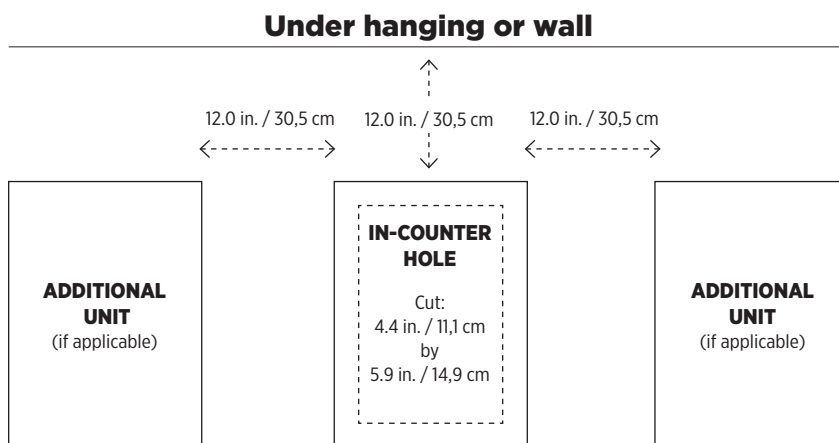 Under hanging or wall
12.0 in. / 30,5 cm
12.0 in. / 30,5 cm
12.0 in. / 30,5 cm
ADDITIONAL
UNIT
(if applicable)
IN-COUNTER
HOLE
Cut:
4.4 in. / 11,1 cm
by
5.9 in. / 14,9 cm
ADDITIONAL
UNIT
(if applicable)